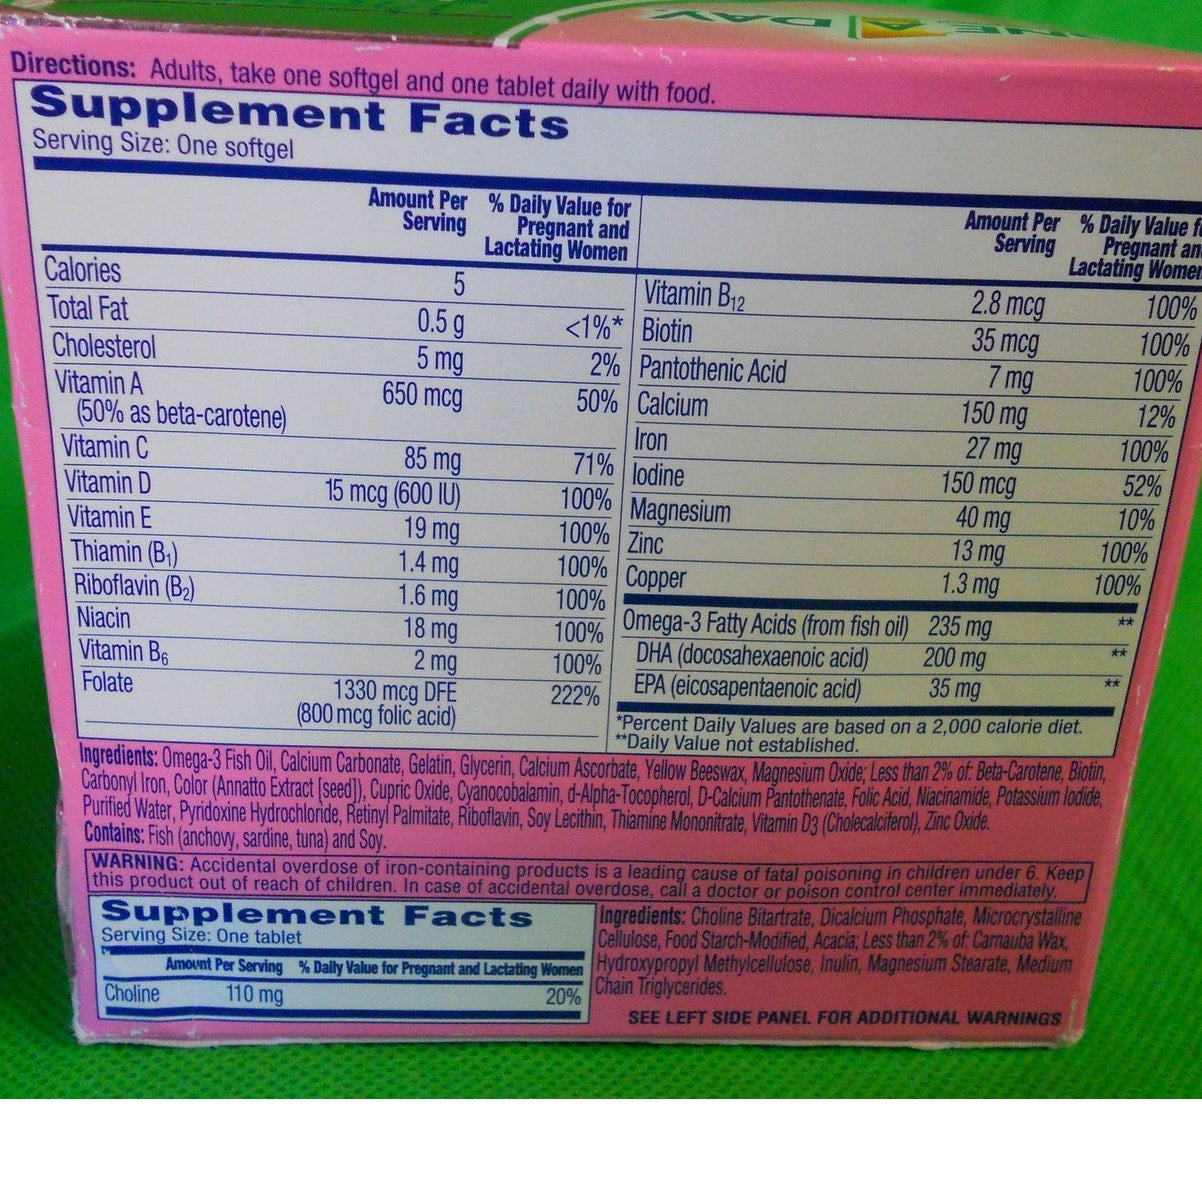 ONE A DAY
Directions: Adults, take one softgel and one tablet daily with food.
Supplement Facts
Serving Size: One softgel
Amount Per Serving % Daily Value for Pregnant and Lactating Women
Calories 5
Total Fat 0.5 g <1%*
Cholesterol 5 mg 2%
Vitamin A 650 mcg 50%
(50% as beta-carotene)
Vitamin C 85 mg 71%
Vitamin D 15 mcg (600 IU) 100%
Vitamin E 19 mg 100%
Thiamin (B1) 1.4 mg 100%
Riboflavin (B2) 1.6 mg 100%
Niacin 18 mg 100%
Vitamin B6 2 mg 100%
Folate 1330 mcg DFE 222%
(800 mcg folic acid)
Amount Per Serving % Daily Value f Pregnant an Lactating Women
Vitamin B12 2.8 mcg 100%
Biotin 35 mcg 100%
Pantothenic Acid 7 mg 100%
Calcium 150 mg 12%
Iron 27 mg 100%
Iodine 150 mcg 52%
Magnesium 40 mg 10%
Zinc 13 mg 100%
Copper 1.3 mg 100%
Omega-3 Fatty Acids (from fish oil) 235 mg **
DHA (docosahexaenoic acid) 200 mg **
EPA (eicosapentaenoic acid) 35 mg **
*Percent Daily Values are based on a 2,000 calorie diet.
**Daily Value not established.
Ingredients: Omega-3 Fish Oil, Calcium Carbonate, Gelatin, Glycerin, Calcium Ascorbate, Yellow Beeswax, Magnesium Oxide; Less than 2% of: Beta-Carotene, Biotin,
Carbonyl Iron, Color (Annatto Extract [seed]), Cupric Oxide, Cyanocobalamin, d-Alpha-Tocopherol, D-Calcium Pantothenate, Folic Acid, Niacinamide, Potassium Iodide,
Purified Water, Pyridoxine Hydrochloride, Retinyl Palmitate, Riboflavin, Soy Lecithin, Thiamine Mononitrate, Vitamin D3 (Cholecalciferol), Zinc Oxide.
Contains: Fish (anchovy, sardine, tuna) and Soy.
WARNING: Accidental overdose of iron-containing products is a leading cause of fatal poisoning in children under 6. Keep
this product out of reach of children. In case of accidental overdose, call a doctor or poison control center immediately.
Supplement Facts
Serving Size: One tablet
Amount Per Serving % Daily Value for Pregnant and Lactating Women
Choline 110 mg 20%
Ingredients: Choline Bitartrate, Dicalcium Phosphate, Microcrystalline
Cellulose, Food Starch-Modified, Acacia; Less than 2% of: Carnauba Wax,
Hydroxypropyl Methylcellulose, Inulin, Magnesium Stearate, Medium
Chain Triglycerides.
SEE LEFT SIDE PANEL FOR ADDITIONAL WARNINGS